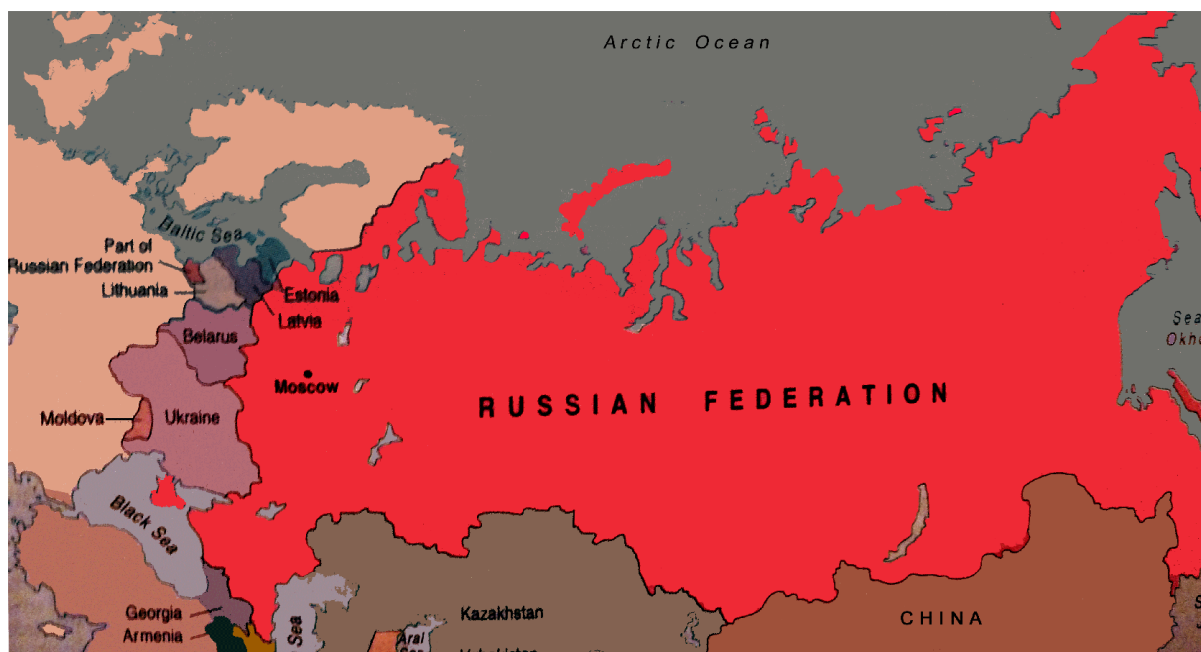 Arctic Ocean
Baltic Sea
Part of
Russian Federation
Lithuania
Estonia
Latvia
Belarus
Moscow
RUSSIAN FEDERATION
Moldova
Ukraine
Black Sea
Georgia
Armenia
Sea
Kazakhstan
Aral
CHINA
Sea